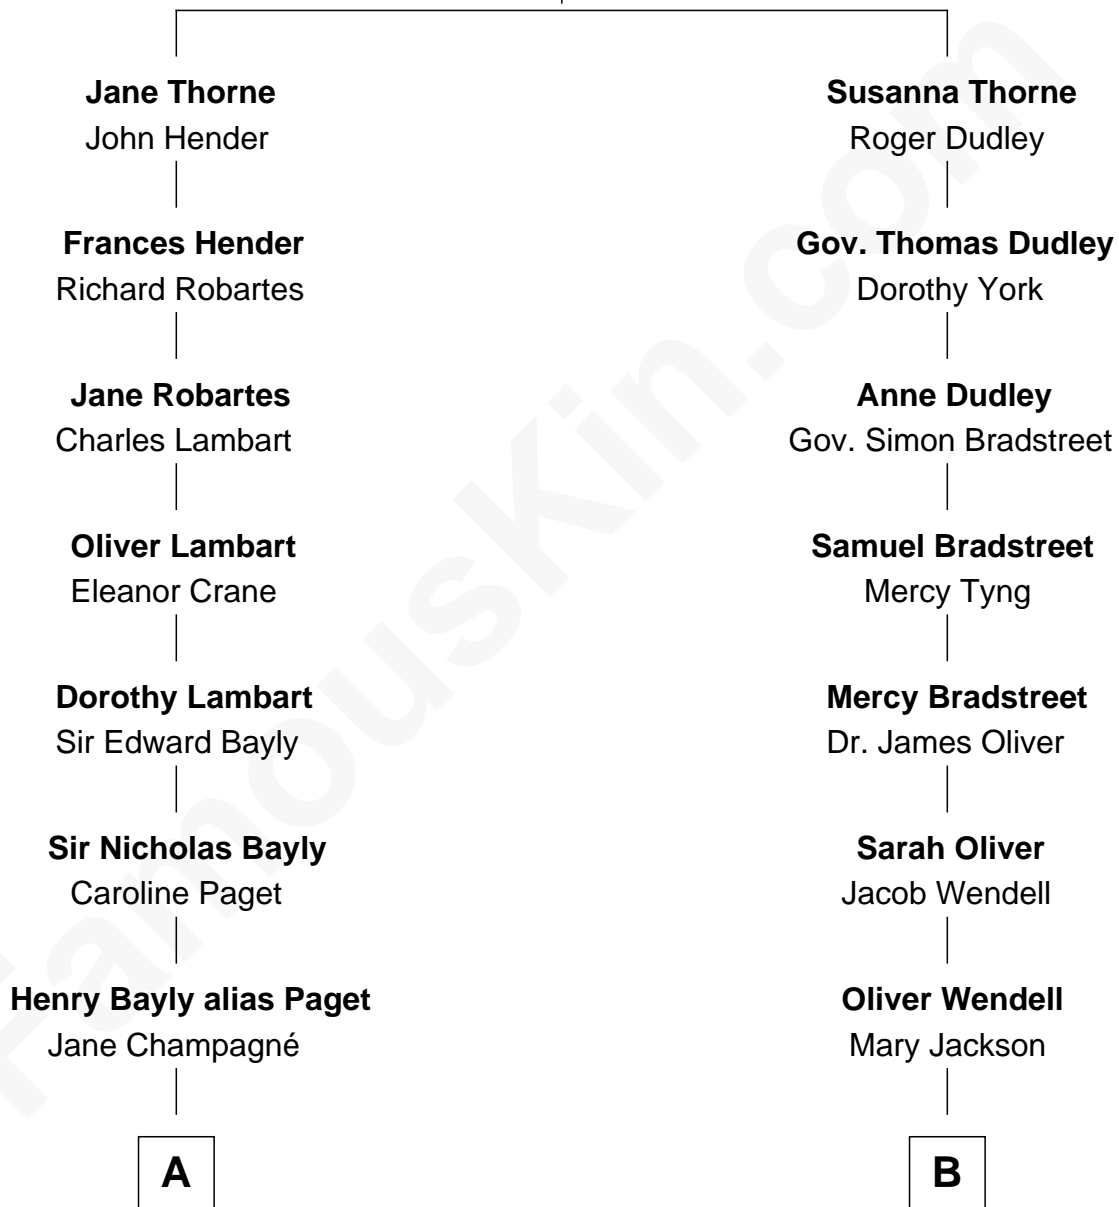 Jane Thorne
John Hender
Frances Hender
Richard Robartes
Jane Robartes
Charles Lambart
Oliver Lambart
Eleanor Crane
Dorothy Lambart
Sir Edward Bayly
Sir Nicholas Bayly
Caroline Paget
Henry Bayly alias Paget
Jane Champagné
A
Susanna Thorne
Roger Dudley
Gov. Thomas Dudley
Dorothy York
Anne Dudley
Gov. Simon Bradstreet
Samuel Bradstreet
Mercy Tyng
Mercy Bradstreet
Dr. James Oliver
Sarah Oliver
Jacob Wendell
Oliver Wendell
Mary Jackson
B
FamousKin.com